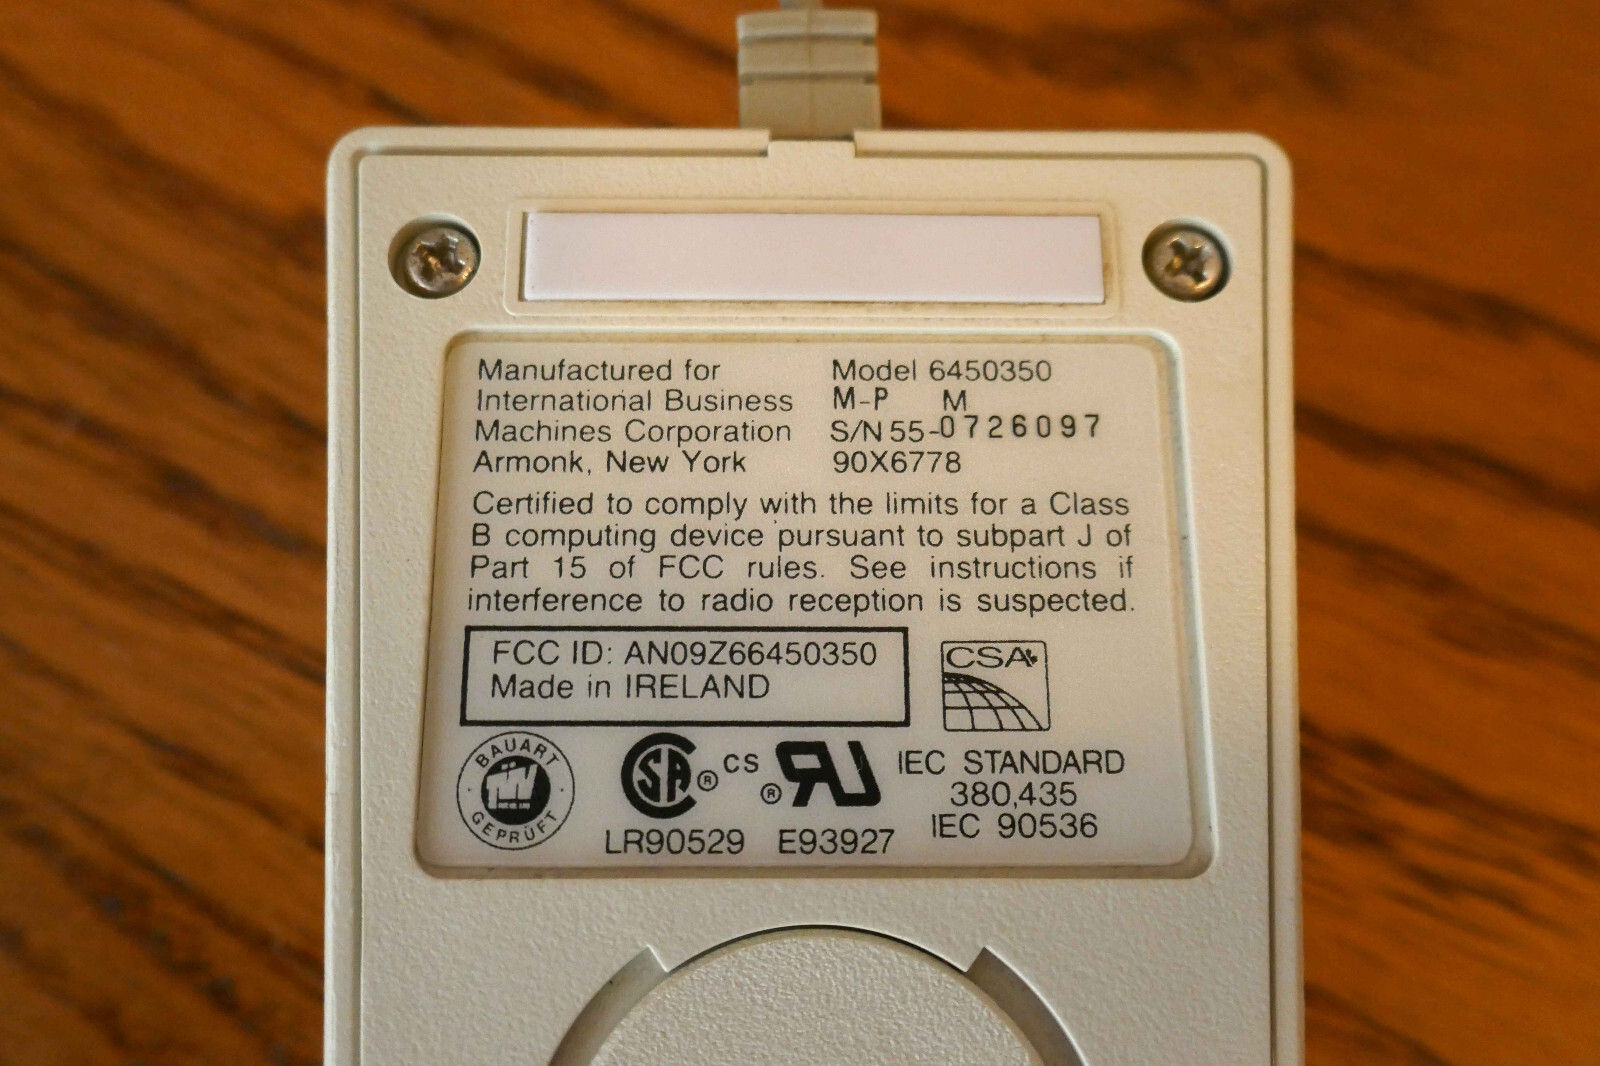 Manufactured for
International Business
Machines Corporation
Armonk, New York
Model 6450350
M-P M
S/N 55-0726097
90X6778
Certified to comply with the limits for a Class
B computing device pursuant to subpart J of
Part 15 of FCC rules. See instructions if
interference to radio reception is suspected.
FCC ID: AN09Z66450350
Made in IRELAND
CSA
BAUART
TÜV
GEPRÜFT
SA ® CS
LR90529
® UR
E93927
IEC STANDARD
380,435
IEC 90536